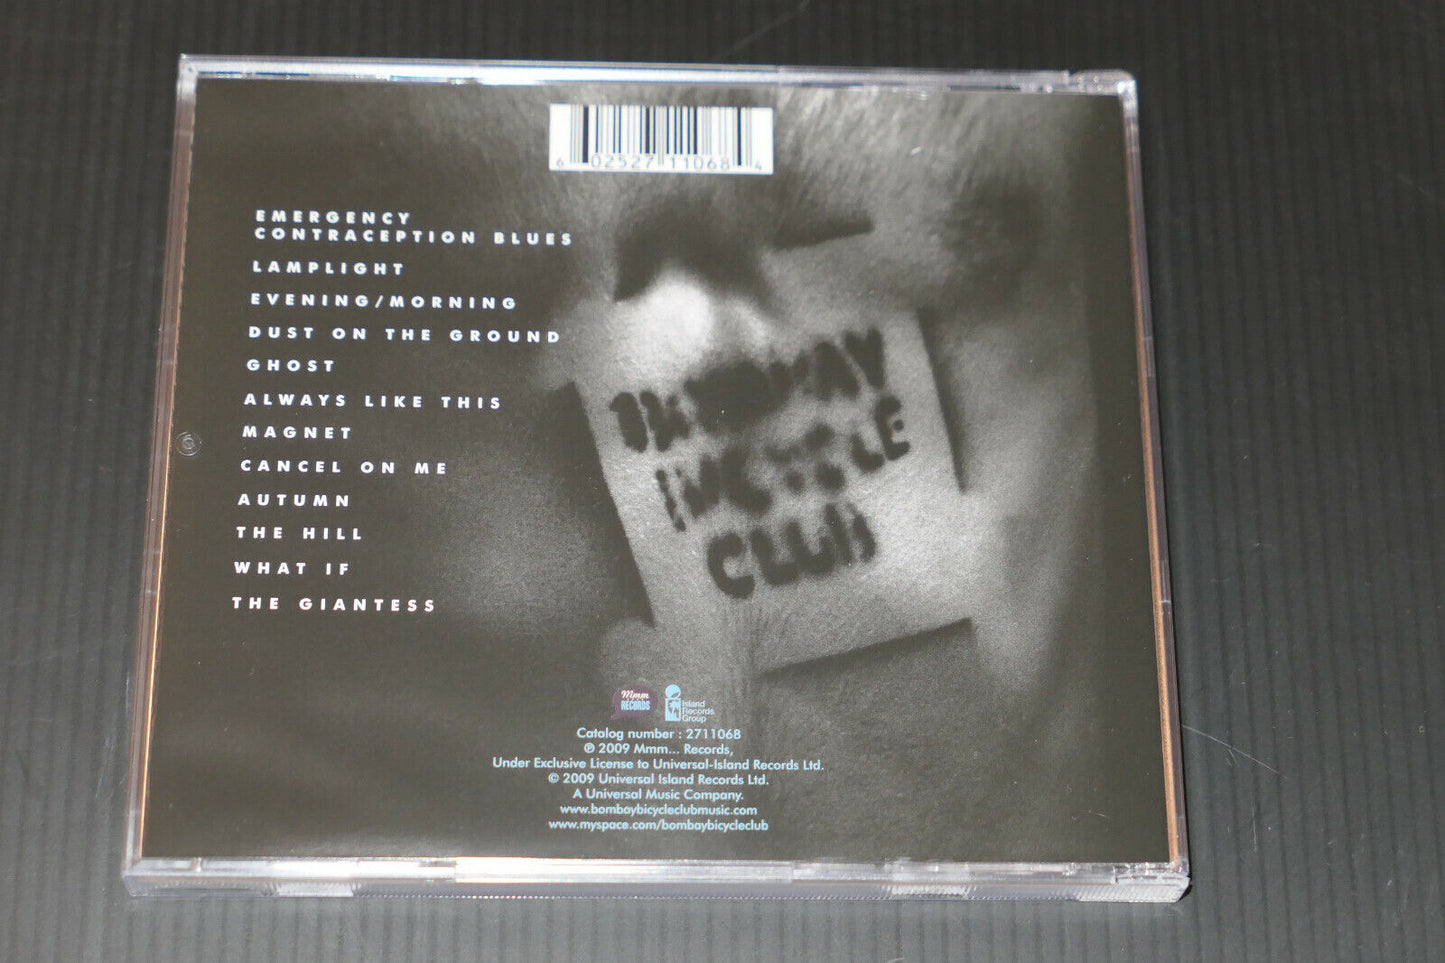 6 02527 11068 4
EMERGENCY
CONTRACEPTION BLUES
LAMPLIGHT
EVENING/MORNING
DUST ON THE GROUND
GHOST
ALWAYS LIKE THIS
MAGNET
CANCEL ON ME
AUTUMN
THE HILL
WHAT IF
THE GIANTESS
CLUB
Mmm
RECORDS
Island
Records
Group
Catalog number : 2711068
℗ 2009 Mmm... Records,
Under Exclusive License to Universal-Island Records Ltd.
© 2009 Universal Island Records Ltd.
A Universal Music Company.
www.bombaybicycleclubmusic.com
www.myspace.com/bombaybicycleclub